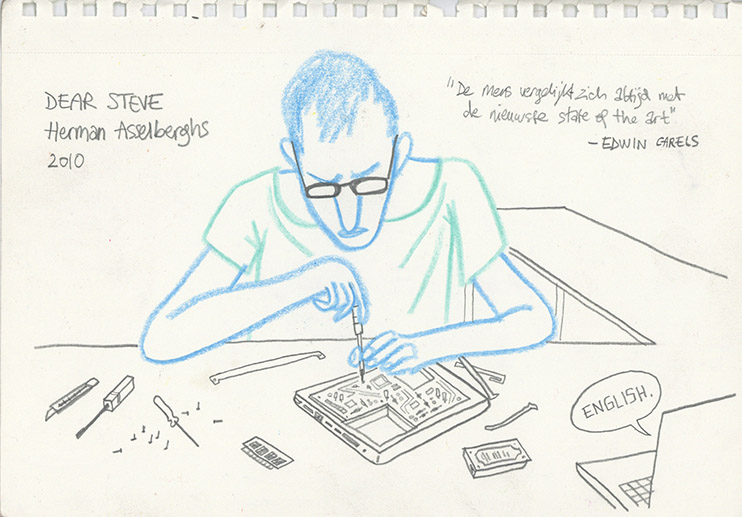 DEAR STEVE
Herman Asselberghs
2010
"De mens vergelijkt zich altijd met
de nieuwste state of the art"
- EDWIN CARELS
ENGLISH.